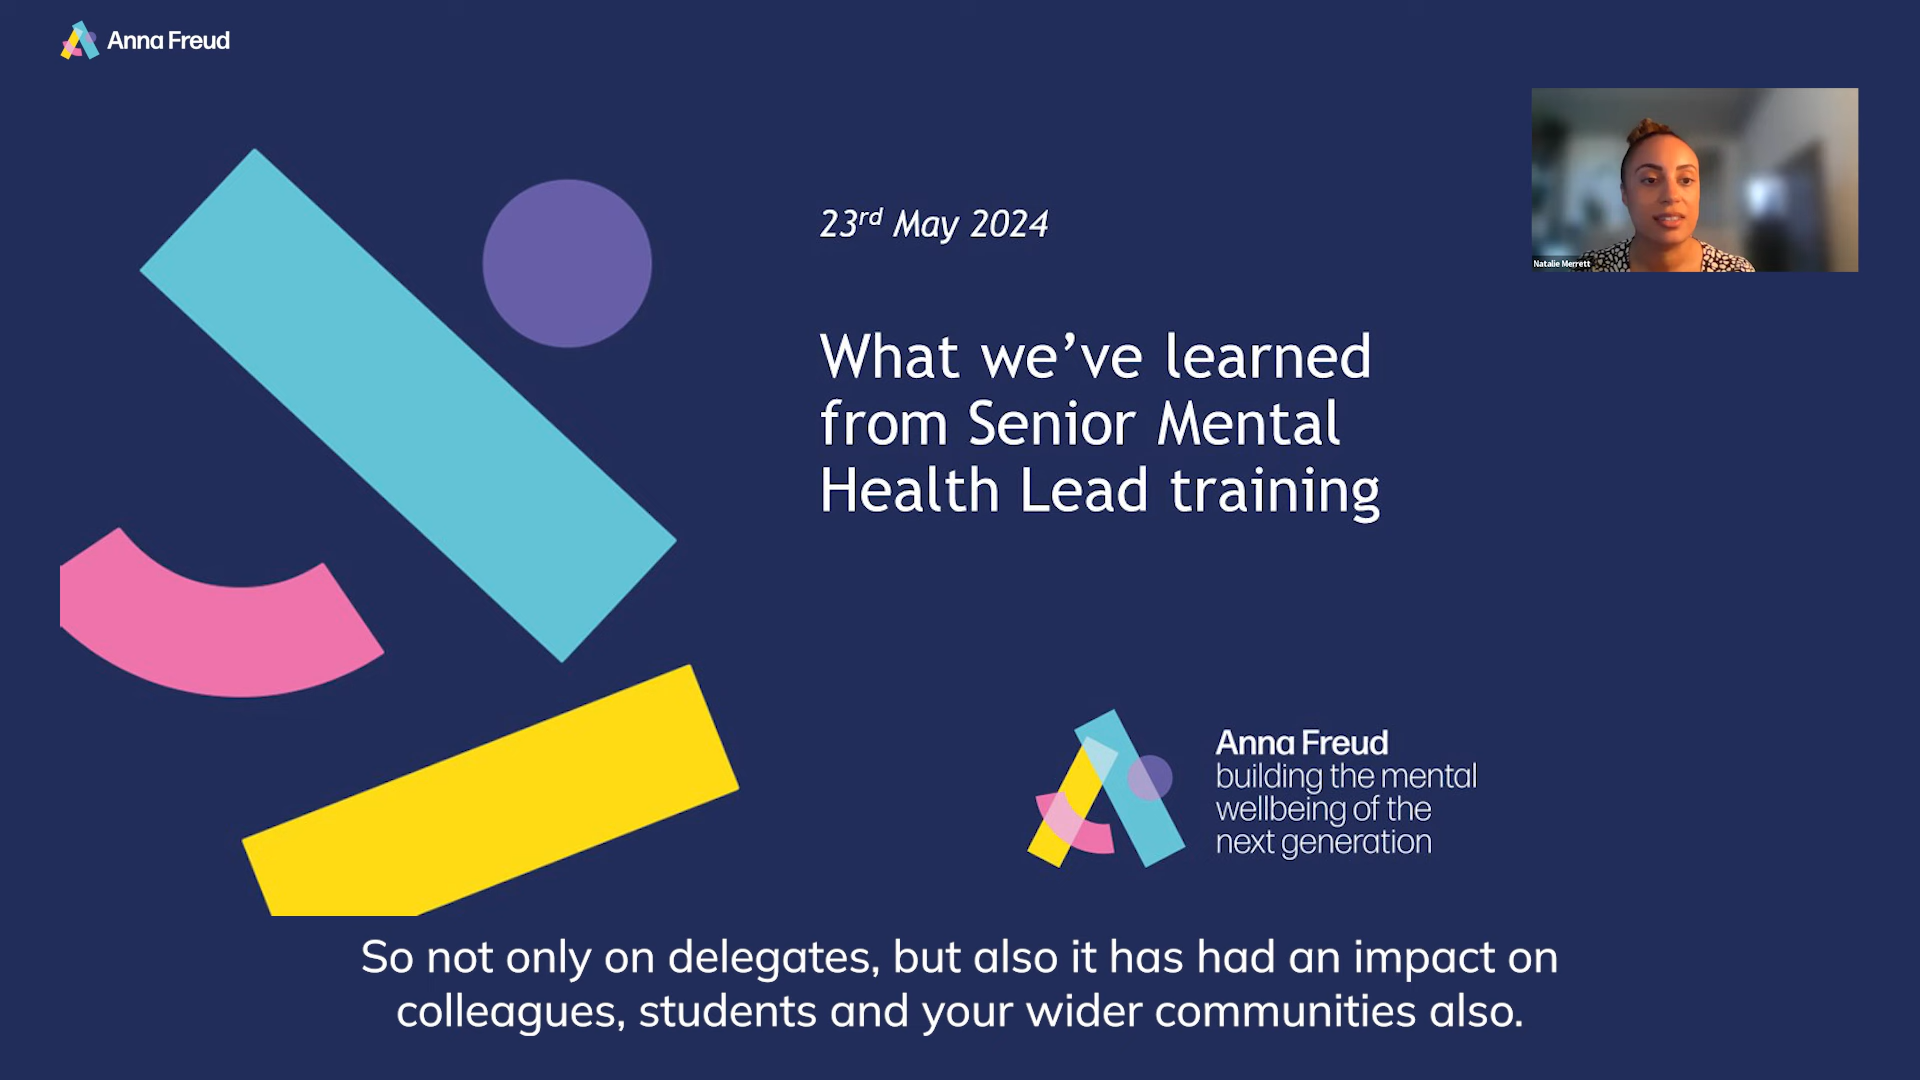 Anna Freud
Natalie Merrett
23rd May 2024
What we’ve learned
from Senior Mental
Health Lead training
Anna Freud
building the mental
wellbeing of the
next generation
So not only on delegates, but also it has had an impact on
colleagues, students and your wider communities also.